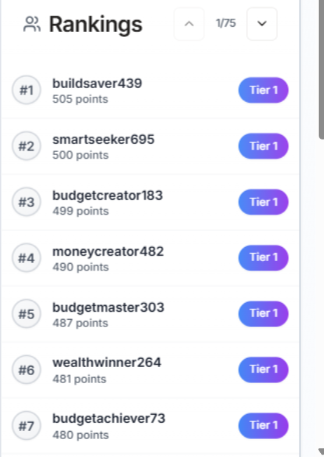 Rankings
1/75
#1
buildsaver439
505 points
Tier 1
#2
smartseeker695
500 points
Tier 1
#3
budgetcreator183
499 points
Tier 1
#4
moneycreator482
490 points
Tier 1
#5
budgetmaster303
487 points
Tier 1
#6
wealthwinner264
481 points
Tier 1
#7
budgetachiever73
480 points
Tier 1